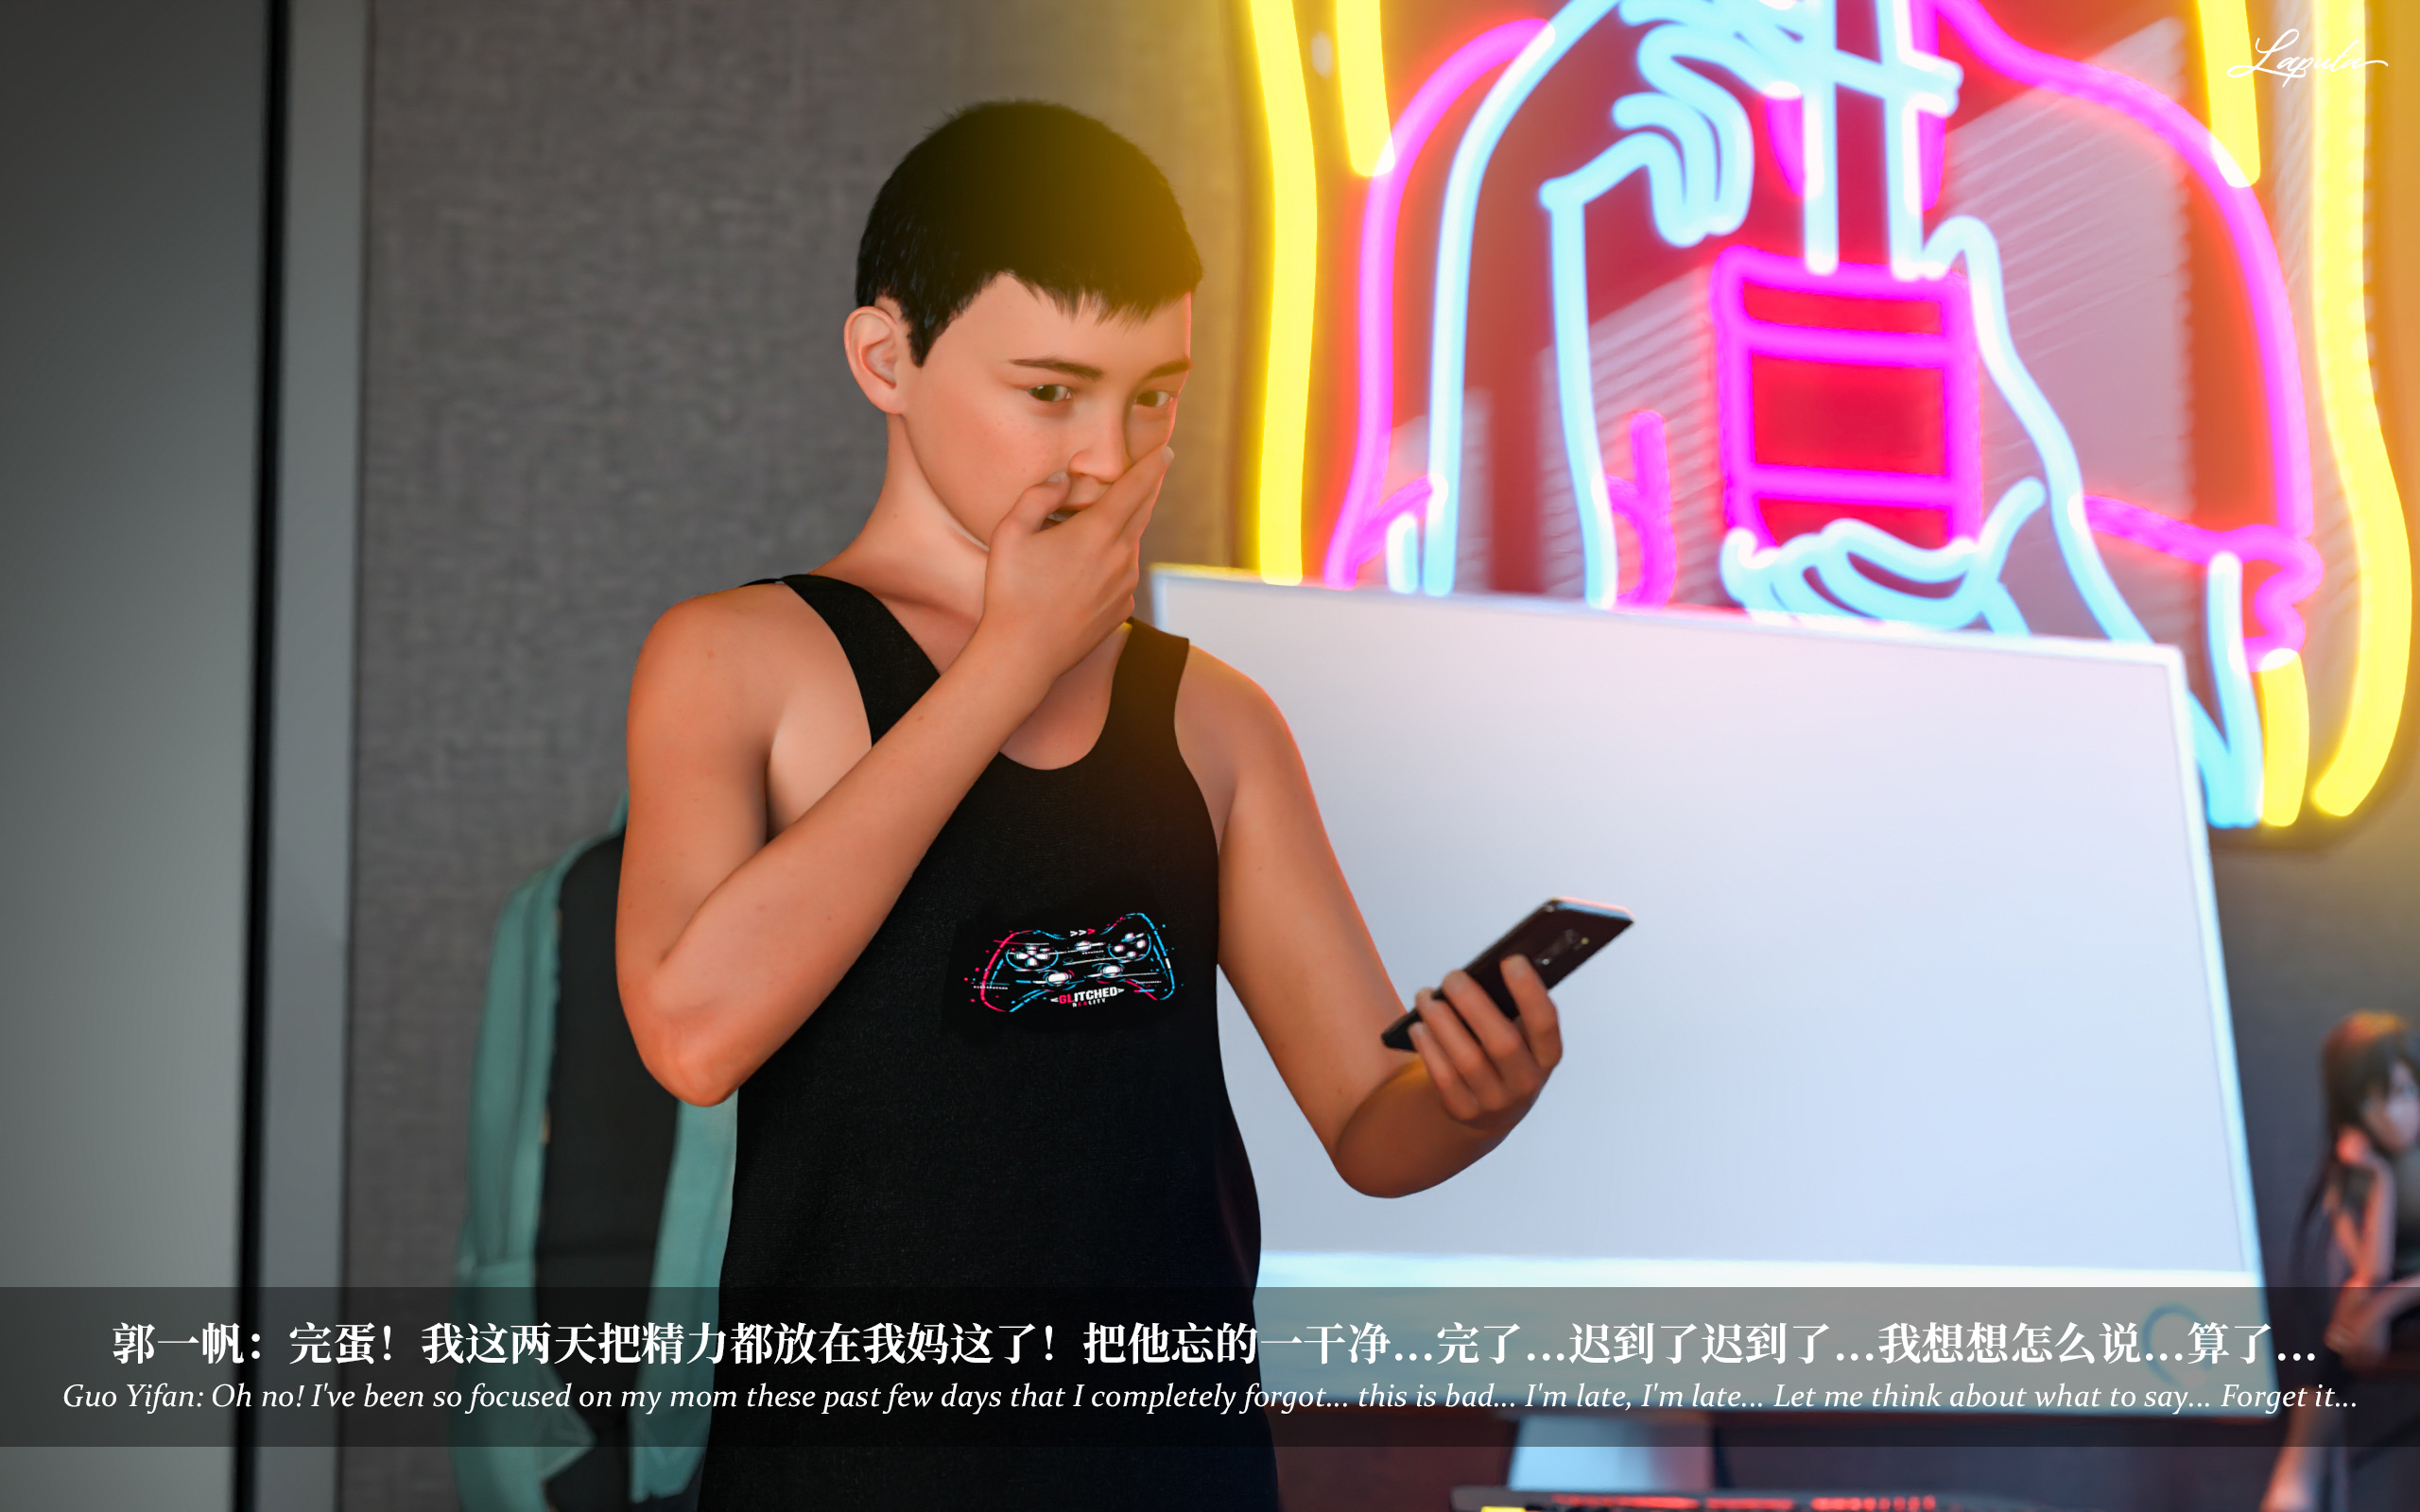 Lapula
>>>
GLITCHED
REALITY
郭一帆：完蛋！我这两天把精力都放在我妈这了！把他忘的一干净...完了...迟到了迟到了...我想想怎么说...算了...
Guo Yifan: Oh no! I've been so focused on my mom these past few days that I completely forgot... this is bad... I'm late, I'm late... Let me think about what to say... Forget it...